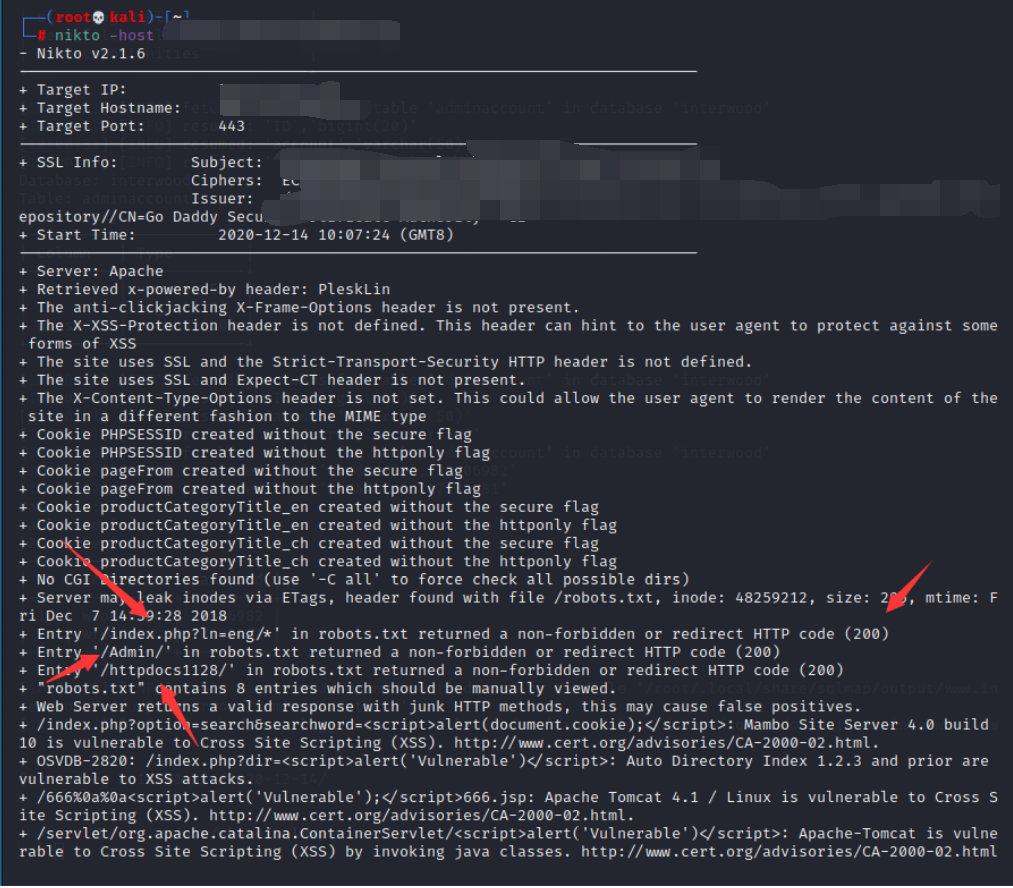 (root💀kali)-[~]
# nikto -host
- Nikto v2.1.6
+ Target IP:
+ Target Hostname:
+ Target Port: 443
+ SSL Info: Subject:
Ciphers: EC
Issuer:
epository//CN=Go Daddy Secu
+ Start Time: 2020-12-14 10:07:24 (GMT8)
+ Server: Apache
+ Retrieved x-powered-by header: PleskLin
+ The anti-clickjacking X-Frame-Options header is not present.
+ The X-XSS-Protection header is not defined. This header can hint to the user agent to protect against some
forms of XSS
+ The site uses SSL and the Strict-Transport-Security HTTP header is not defined.
+ The site uses SSL and Expect-CT header is not present.
+ The X-Content-Type-Options header is not set. This could allow the user agent to render the content of the
site in a different fashion to the MIME type
+ Cookie PHPSESSID created without the secure flag
+ Cookie PHPSESSID created without the httponly flag
+ Cookie pageFrom created without the secure flag
+ Cookie pageFrom created without the httponly flag
+ Cookie productCategoryTitle_en created without the secure flag
+ Cookie productCategoryTitle_en created without the httponly flag
+ Cookie productCategoryTitle_ch created without the secure flag
+ Cookie productCategoryTitle_ch created without the httponly flag
+ No CGI Directories found (use '-C all' to force check all possible dirs)
+ Server may leak inodes via ETags, header found with file /robots.txt, inode: 48259212, size: mtime: F
ri Dec 7 2018
+ Entry '/index.php?ln=eng/*' in robots.txt returned a non-forbidden or redirect HTTP code (200)
+ Entry '/Admin/' in robots.txt returned a non-forbidden or redirect HTTP code (200)
+ Entry '/httpdocs1128/' in robots.txt returned a non-forbidden or redirect HTTP code (200)
+ "robots.txt" contains 8 entries which should be manually viewed.
+ Web Server returns a valid response with junk HTTP methods, this may cause false positives.
+ /index.php?option=search&searchword=<script>alert(document.cookie);</script>: Mambo Site Server 4.0 build
10 is vulnerable to Cross Site Scripting (XSS). http://www.cert.org/advisories/CA-2000-02.html.
+ OSVDB-2820: /index.php?dir=<script>alert('Vulnerable')</script>: Auto Directory Index 1.2.3 and prior are
vulnerable to XSS attacks.
+ /666%0a%0a<script>alert('Vulnerable');</script>666.jsp: Apache Tomcat 4.1 / Linux is vulnerable to Cross S
ite Scripting (XSS). http://www.cert.org/advisories/CA-2000-02.html.
+ /servlet/org.apache.catalina.ContainerServlet/<script>alert('Vulnerable')</script>: Apache-Tomcat is vulne
rable to Cross Site Scripting (XSS) by invoking java classes. http://www.cert.org/advisories/CA-2000-02.html